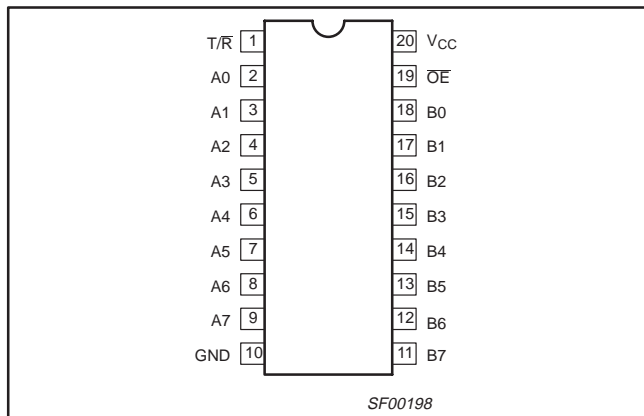 T/R̅ 1 20 VCC
A0 2 19 O̅E̅
A1 3 18 B0
A2 4 17 B1
A3 5 16 B2
A4 6 15 B3
A5 7 14 B4
A6 8 13 B5
A7 9 12 B6
GND 10 11 B7
SF00198